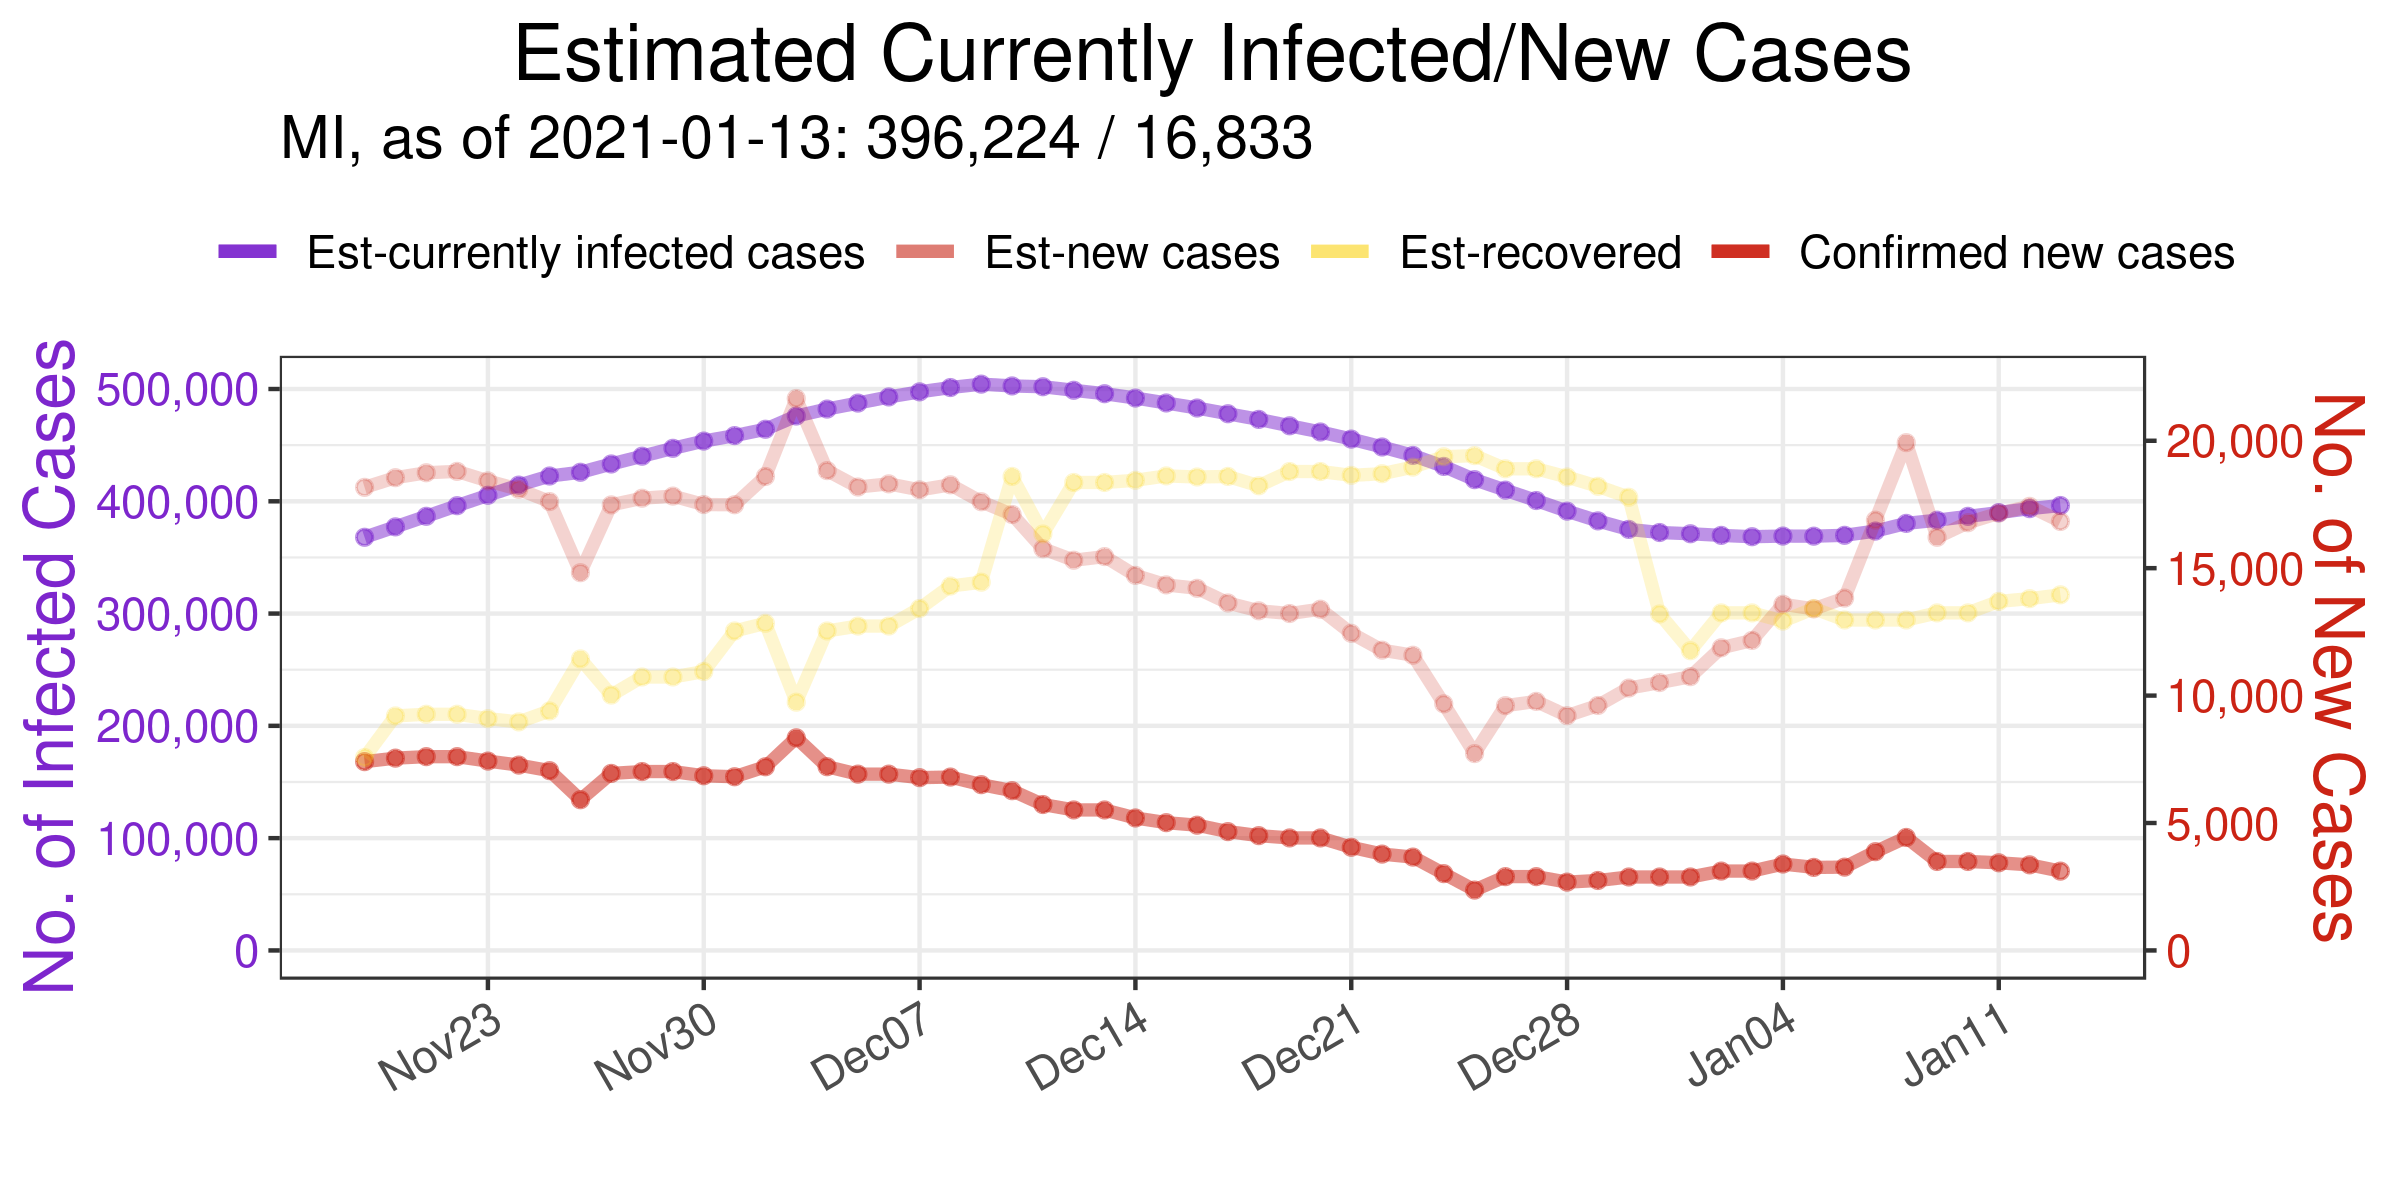 Estimated Currently Infected/New Cases
MI, as of 2021-01-13: 396,224 / 16,833
Est-currently infected cases Est-new cases Est-recovered Confirmed new cases
No. of Infected Cases
500,000
400,000
300,000
200,000
100,000
0
20,000
15,000
10,000
5,000
0
No. of New Cases
Nov23 Nov30 Dec07 Dec14 Dec21 Dec28 Jan04 Jan11